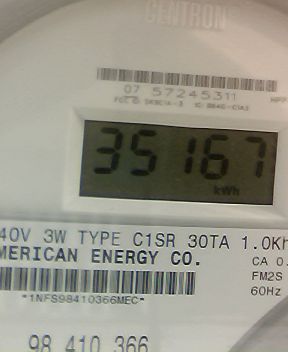 CENTRON
07 57245311
35167
kWh
40V 3W TYPE C1SR 30TA 1.0Kh
MERICAN ENERGY CO.
CA 0.
FM2S
60Hz
*1NFS98410366MEC*
98 410 366